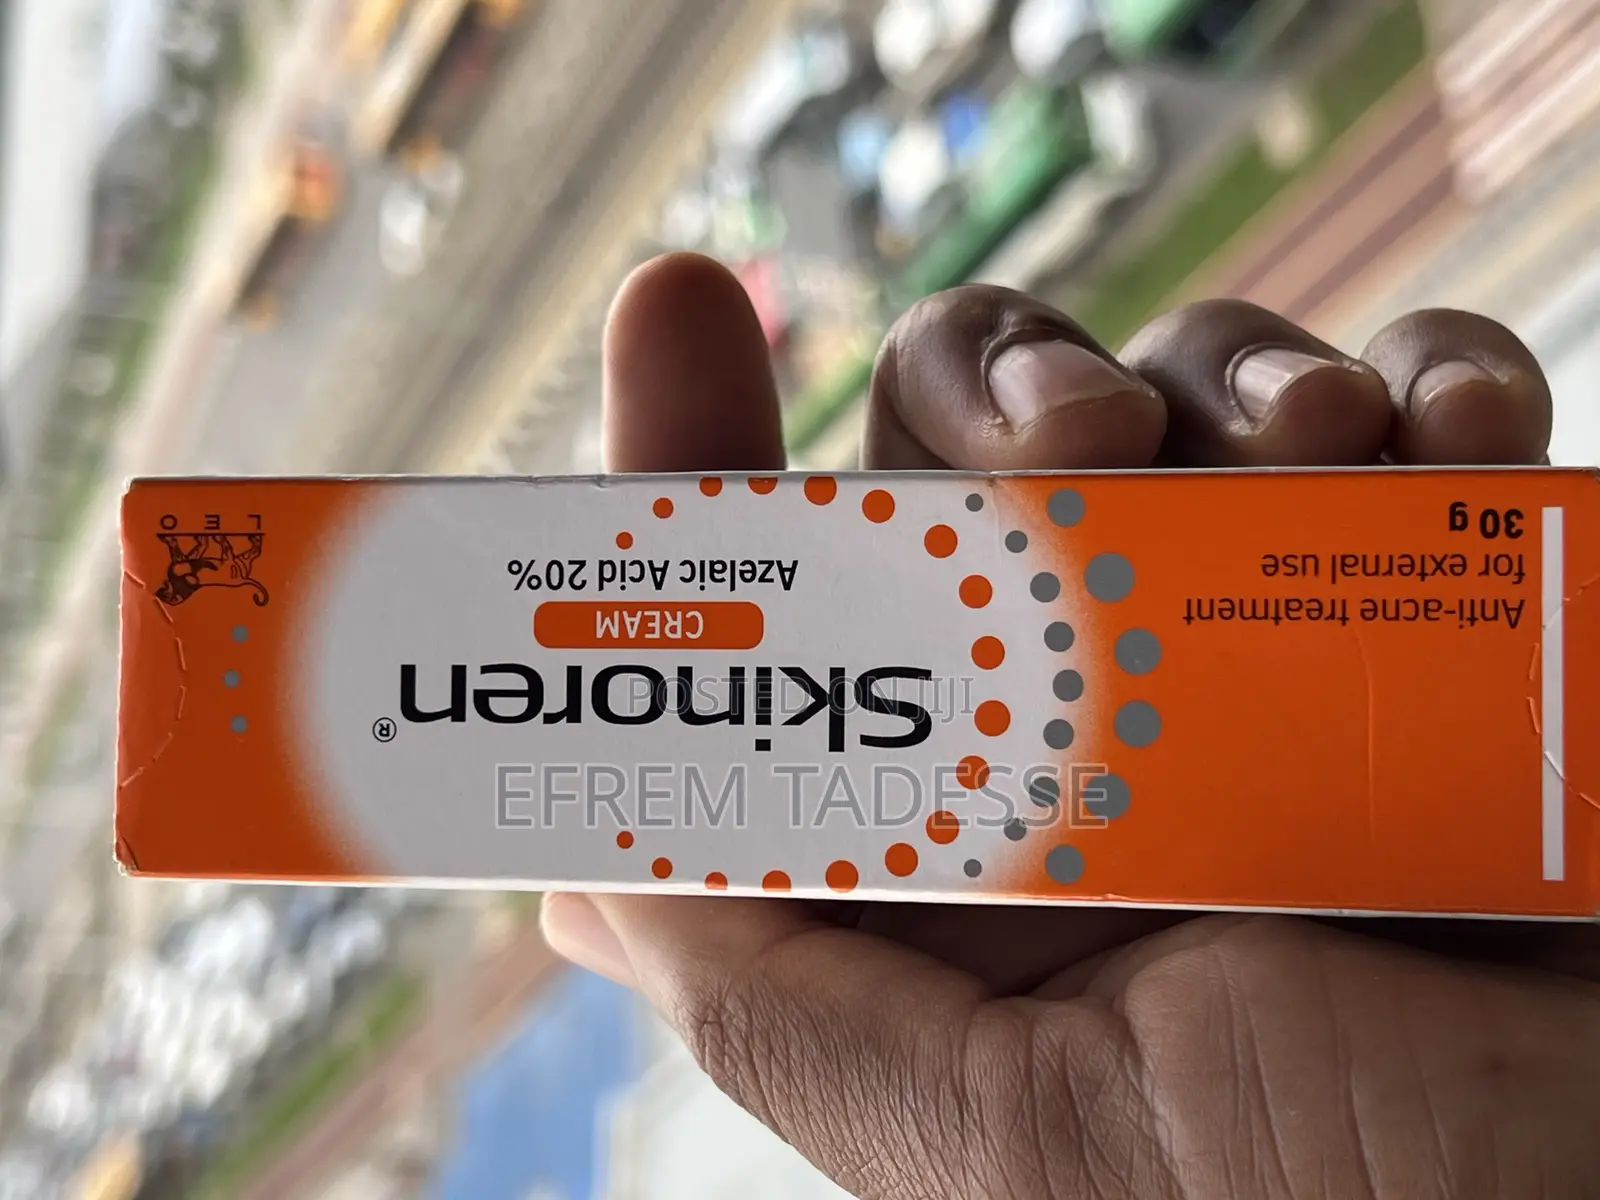 Anti-acne treatment
for external use
30 g
Skinoren®
CREAM
Azelaic Acid 20%
LEO
POSTED ON JIJI
EFREM TADESSE